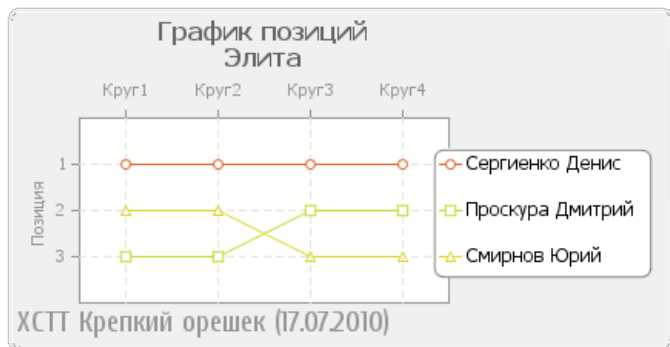 График позиций
Элита
Круг1 Круг2 Круг3 Круг4
Позиция
1
2
3
Сергиенко Денис
Проскура Дмитрий
Смирнов Юрий
ХСТТ Крепкий орешек (17.07.2010)